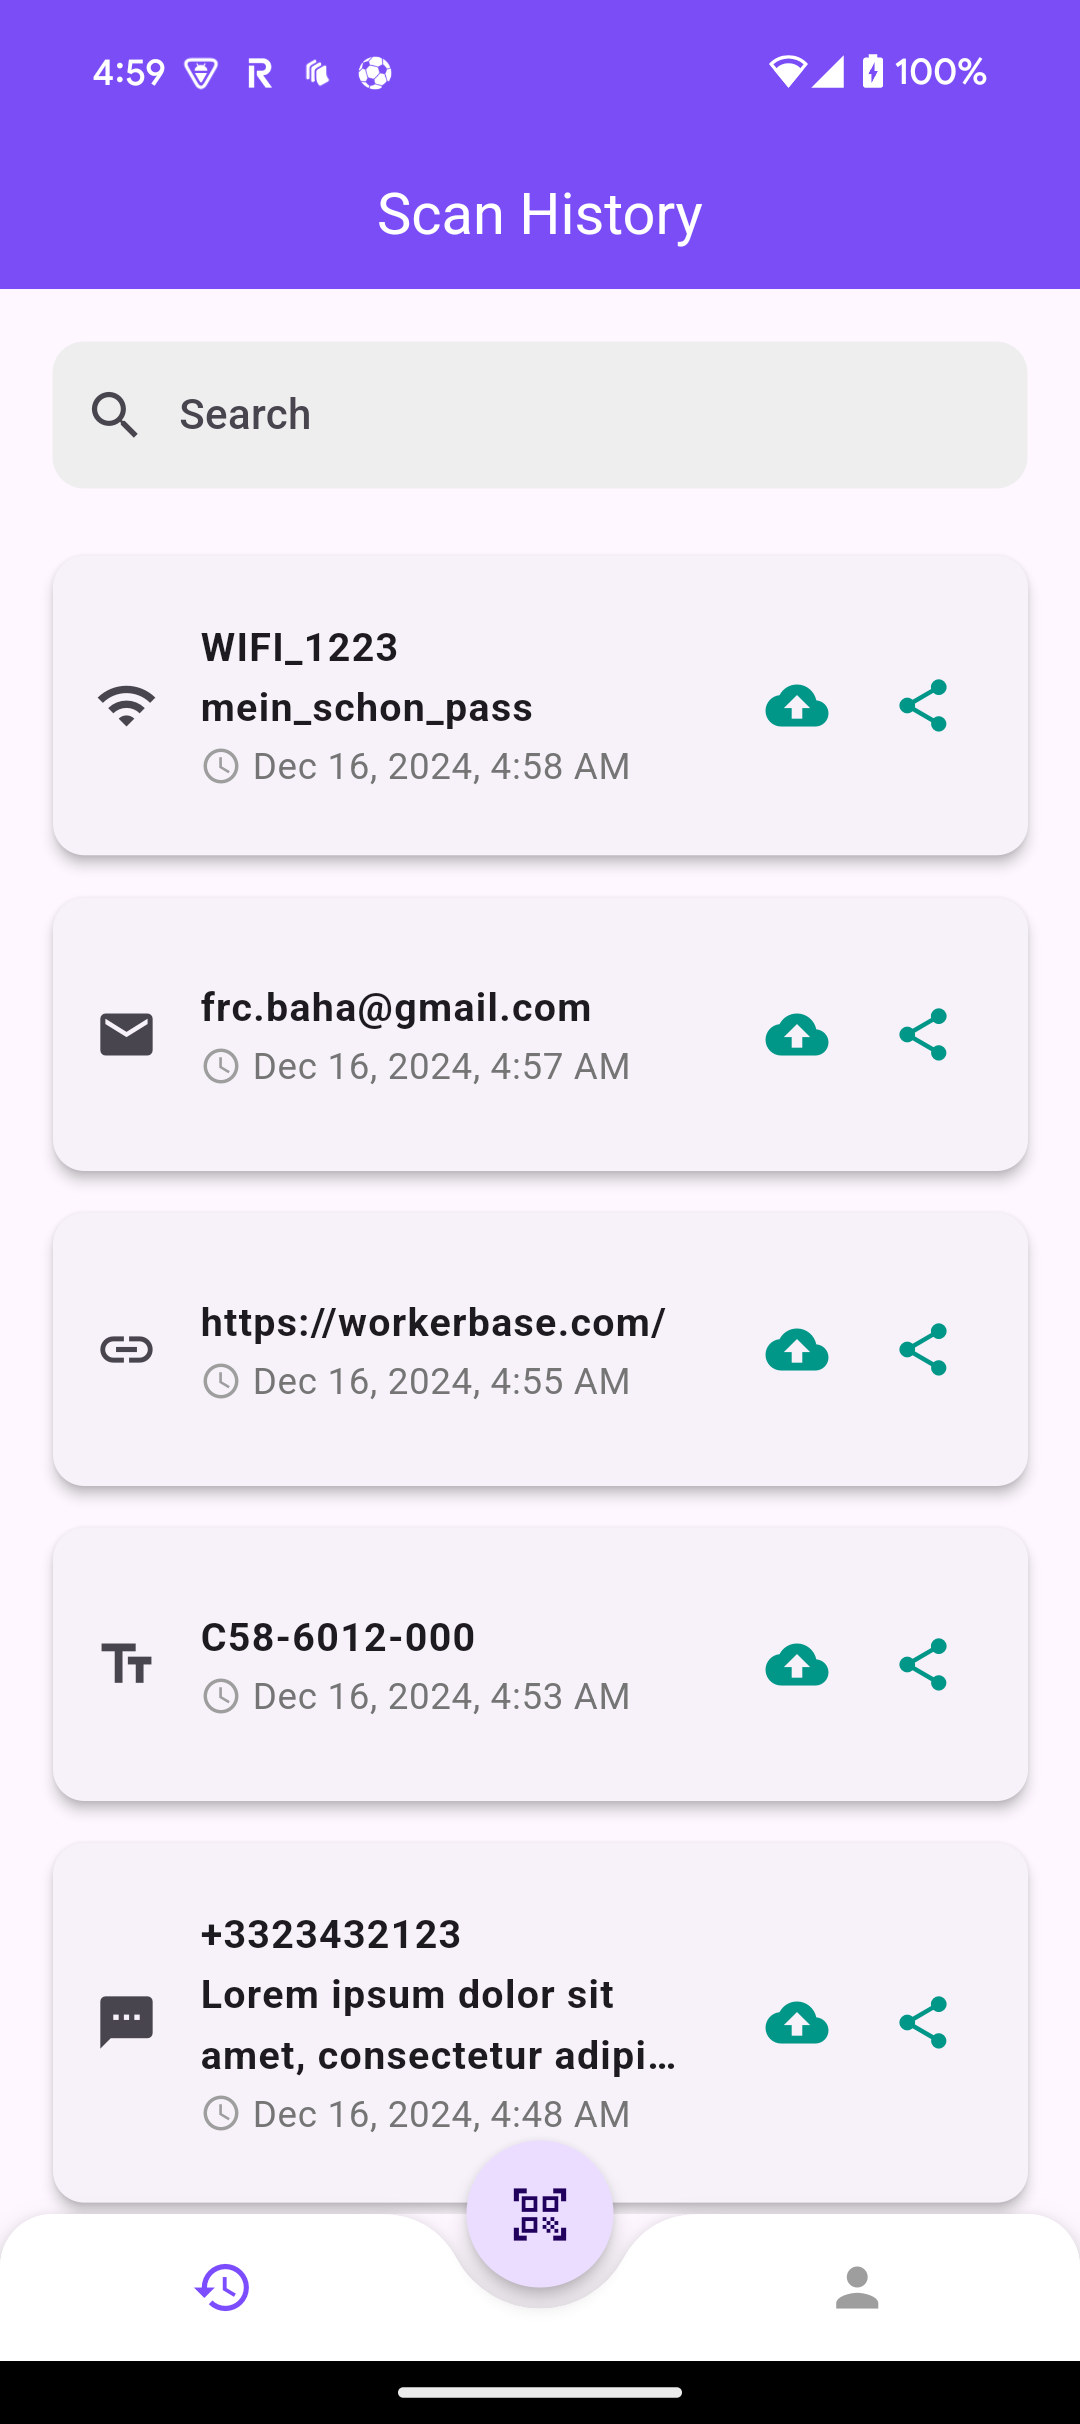 4:59
100%
Scan History
Search
WIFI_1223
mein_schon_pass
Dec 16, 2024, 4:58 AM
frc.baha@gmail.com
Dec 16, 2024, 4:57 AM
https://workerbase.com/
Dec 16, 2024, 4:55 AM
C58-6012-000
Dec 16, 2024, 4:53 AM
+3323432123
Lorem ipsum dolor sit
amet, consectetur adipi…
Dec 16, 2024, 4:48 AM